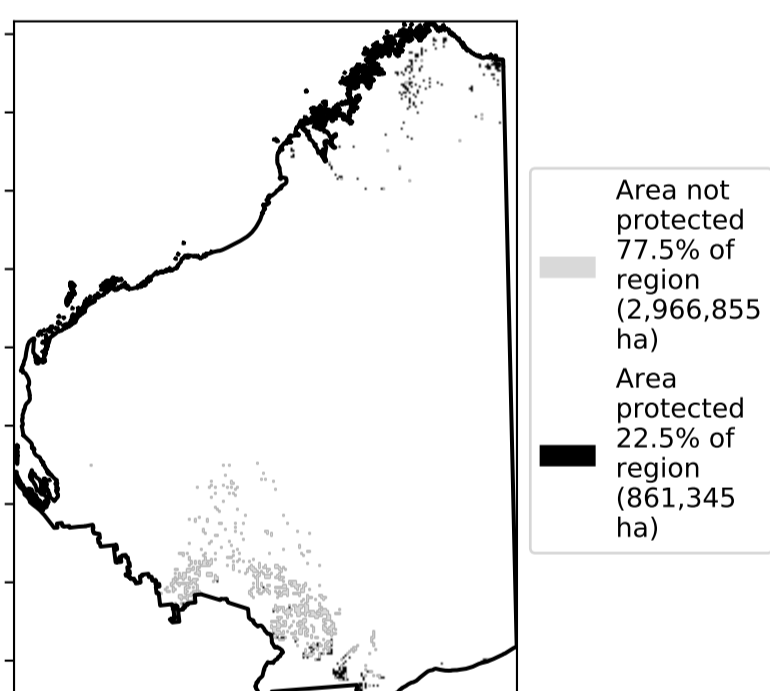 Area not
protected
77.5% of
region
(2,966,855
ha)
Area
protected
22.5% of
region
(861,345
ha)